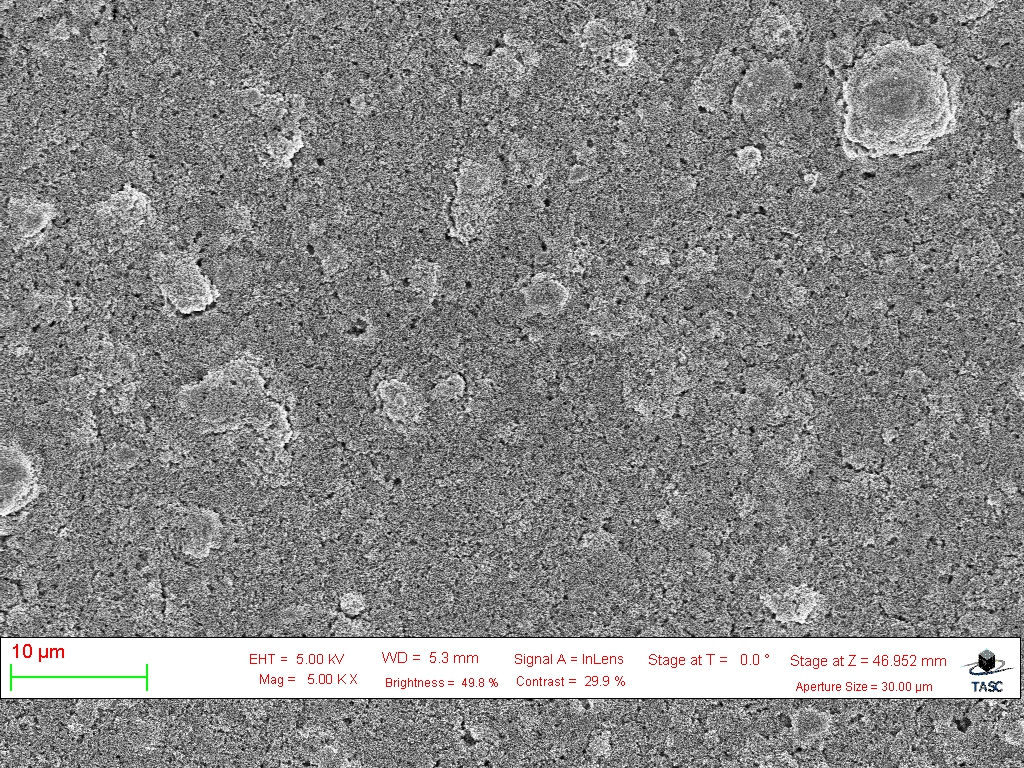 10 µm
EHT = 5.00 kV WD = 5.3 mm Signal A = InLens Stage at T = 0.0 ° Stage at Z = 46.952 mm
Mag = 5.00 K X Brightness = 49.8 % Contrast = 29.9 % Aperture Size = 30.00 µm
TASC